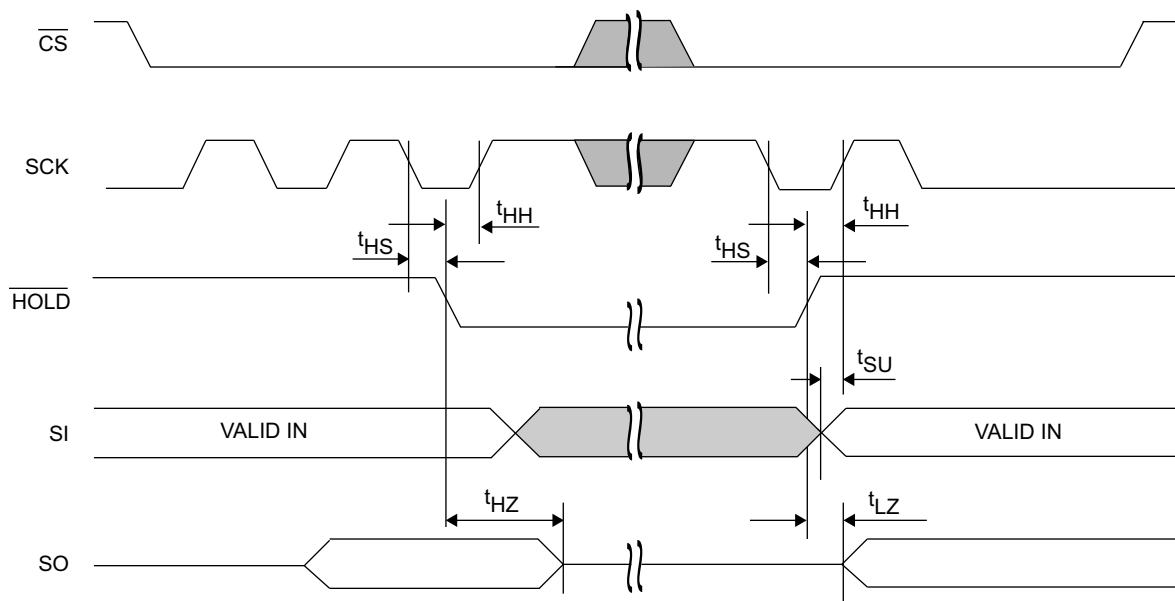 CS
SCK
tHH
tHH
tHS
tHS
HOLD
tSU
SI
VALID IN
VALID IN
tHZ
tLZ
SO